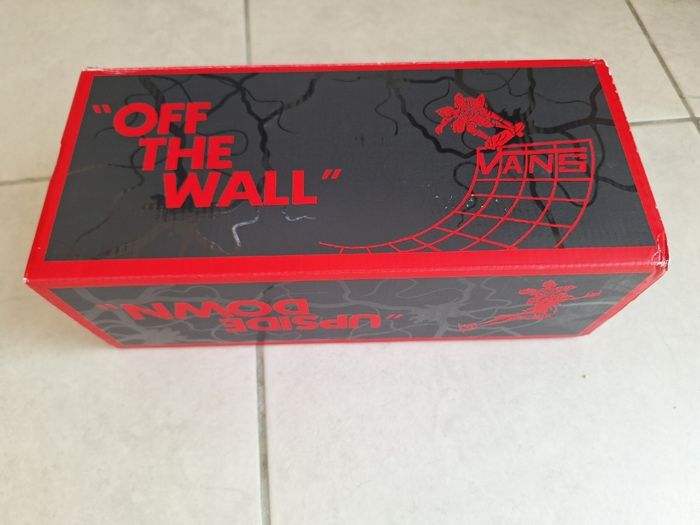 "OFF
THE
WALL"
VANS
"UPSIDE
DOWN"